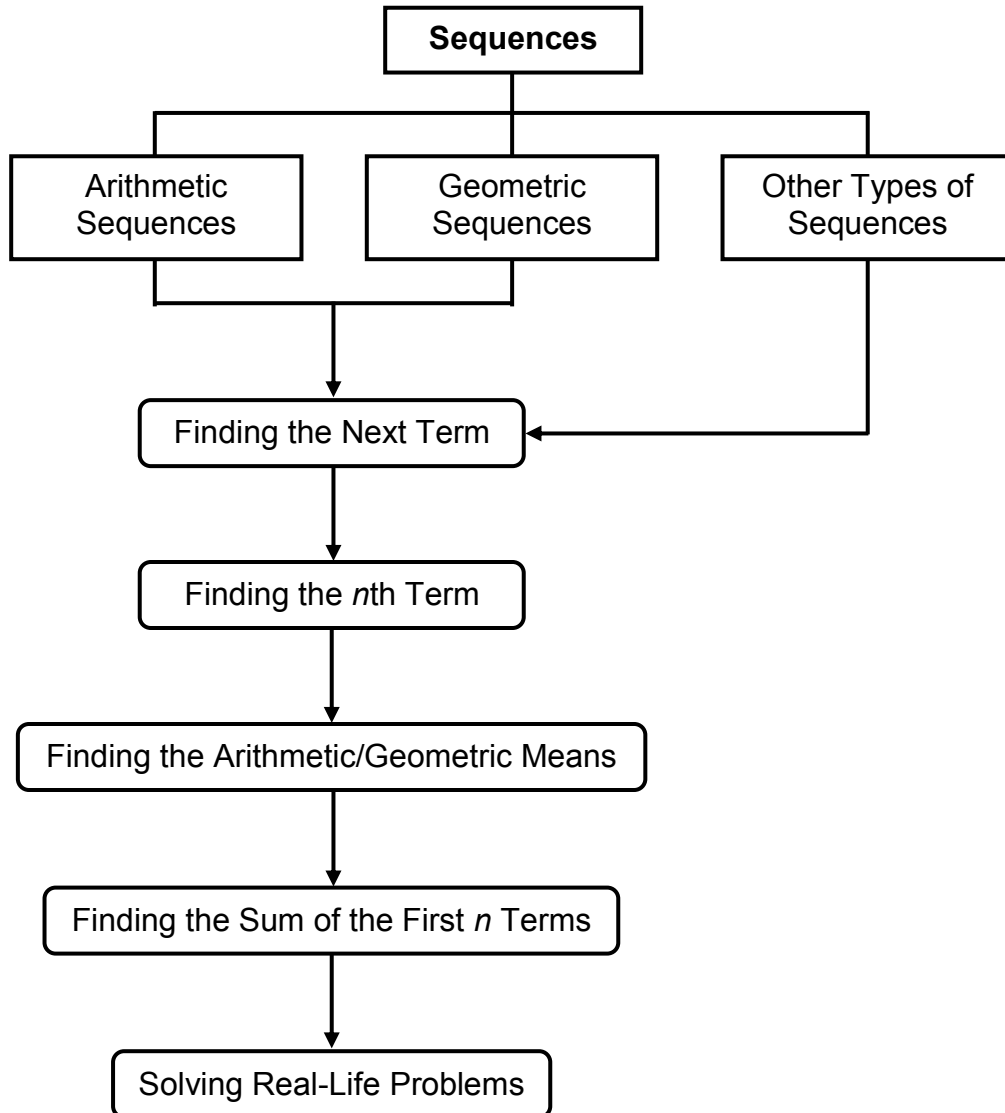 Sequences
Arithmetic
Sequences
Geometric
Sequences
Other Types of
Sequences
Finding the Next Term
Finding the nth Term
Finding the Arithmetic/Geometric Means
Finding the Sum of the First n Terms
Solving Real-Life Problems